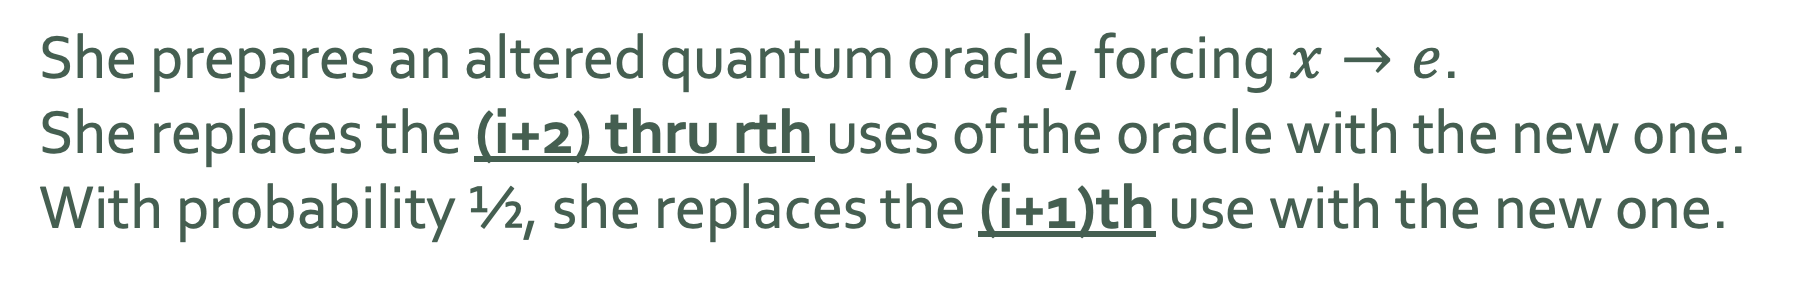 She prepares an altered quantum oracle, forcing x → e.
She replaces the (i+2) thru rth uses of the oracle with the new one.
With probability ½, she replaces the (i+1)th use with the new one.